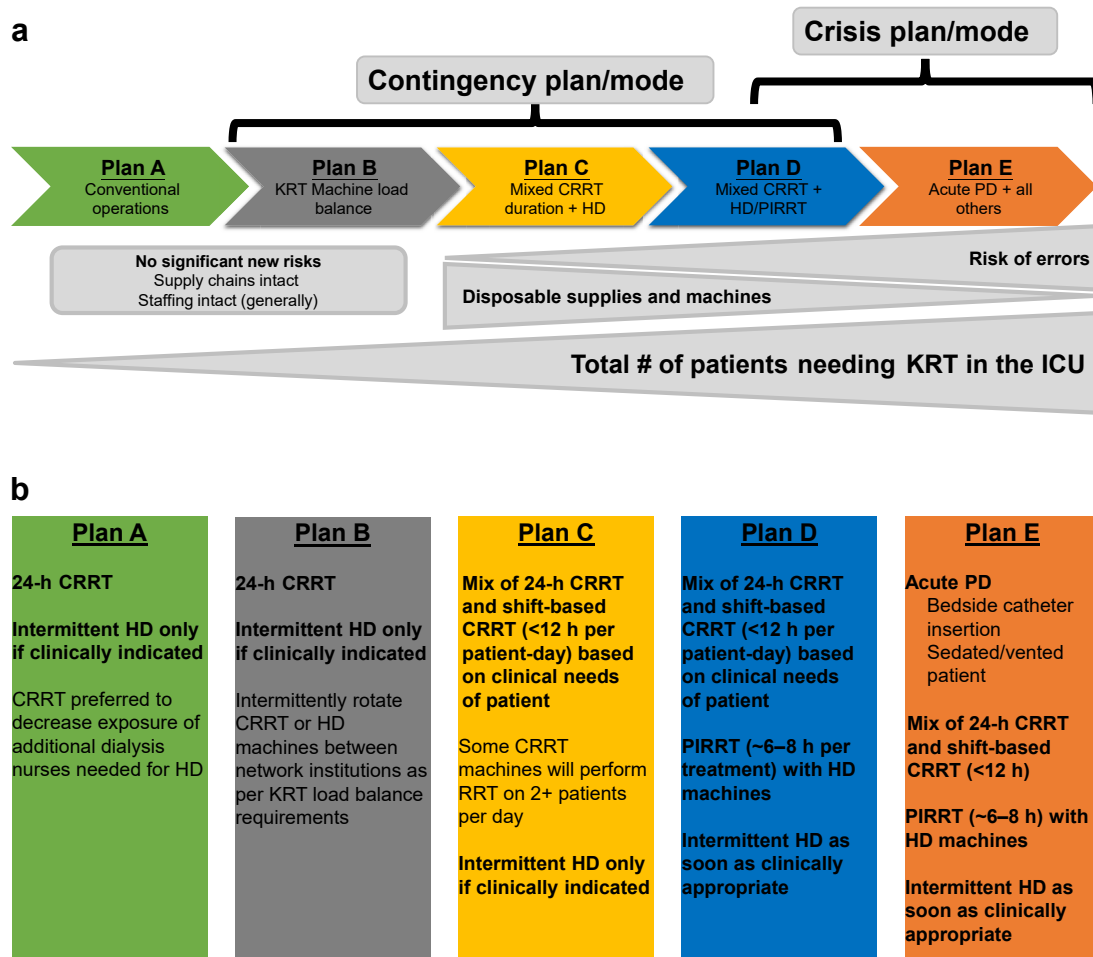 a
Crisis plan/mode
Contingency plan/mode
Plan A
Conventional
operations
Plan B
KRT Machine load
balance
Plan C
Mixed CRRT
duration + HD
Plan D
Mixed CRRT +
HD/PIRRT
Plan E
Acute PD + all
others
No significant new risks
Supply chains intact
Staffing intact (generally)
Risk of errors
Disposable supplies and machines
Total # of patients needing KRT in the ICU
b
Plan A
24-h CRRT
Intermittent HD only
if clinically indicated
CRRT preferred to
decrease exposure of
additional dialysis
nurses needed for HD
Plan B
24-h CRRT
Intermittent HD only
if clinically indicated
Intermittently rotate
CRRT or HD
machines between
network institutions as
per KRT load balance
requirements
Plan C
Mix of 24-h CRRT
and shift-based
CRRT (<12 h per
patient-day) based
on clinical needs
of patient
Some CRRT
machines will perform
RRT on 2+ patients
per day
Intermittent HD only
if clinically indicated
Plan D
Mix of 24-h CRRT
and shift-based
CRRT (<12 h per
patient-day) based
on clinical needs
of patient
PIRRT (~6–8 h per
treatment) with HD
machines
Intermittent HD as
soon as clinically
appropriate
Plan E
Acute PD
Bedside catheter
insertion
Sedated/vented
patient
Mix of 24-h CRRT
and shift-based
CRRT (<12 h)
PIRRT (~6–8 h) with
HD machines
Intermittent HD as
soon as clinically
appropriate